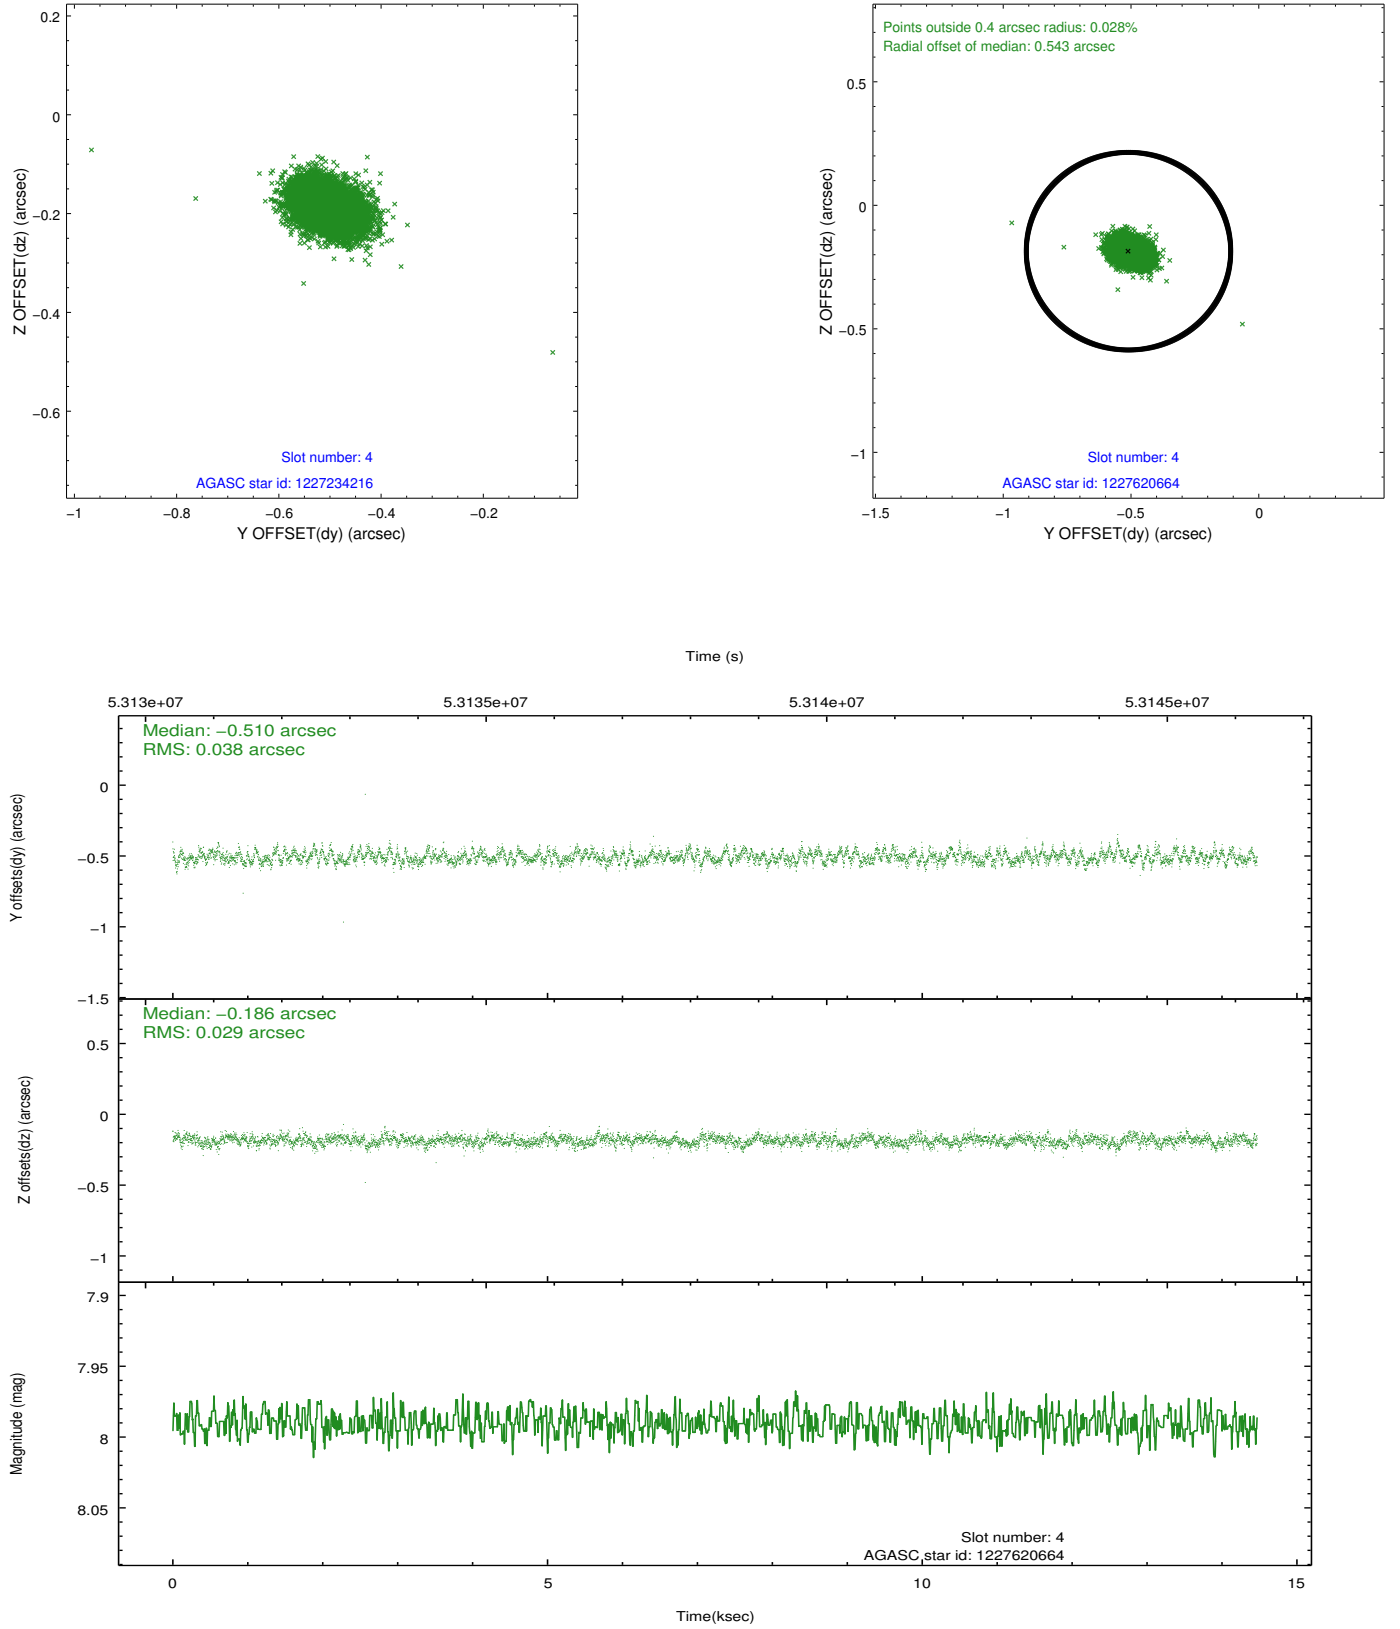 0.2
0
−0.2
−0.4
−0.6
Z OFFSET(dz) (arcsec)
Slot number: 4
AGASC star id: 1227234216
−1
−0.8
−0.6
−0.4
−0.2
Y OFFSET(dy) (arcsec)
Points outside 0.4 arcsec radius: 0.028%
Radial offset of median: 0.543 arcsec
0.5
0
−0.5
−1
Z OFFSET(dz) (arcsec)
Slot number: 4
AGASC star id: 1227620664
−1.5
−1
−0.5
0
Y OFFSET(dy) (arcsec)
Time (s)
5.313e+07
5.3135e+07
5.314e+07
5.3145e+07
Median: −0.510 arcsec
RMS: 0.038 arcsec
0
−0.5
−1
−1.5
Y offsets(dy) (arcsec)
Median: −0.186 arcsec
RMS: 0.029 arcsec
0.5
0
−0.5
−1
Z offsets(dz) (arcsec)
7.9
7.95
8
8.05
Magnitude (mag)
Slot number: 4
AGASC star id: 1227620664
0
5
10
15
Time(ksec)